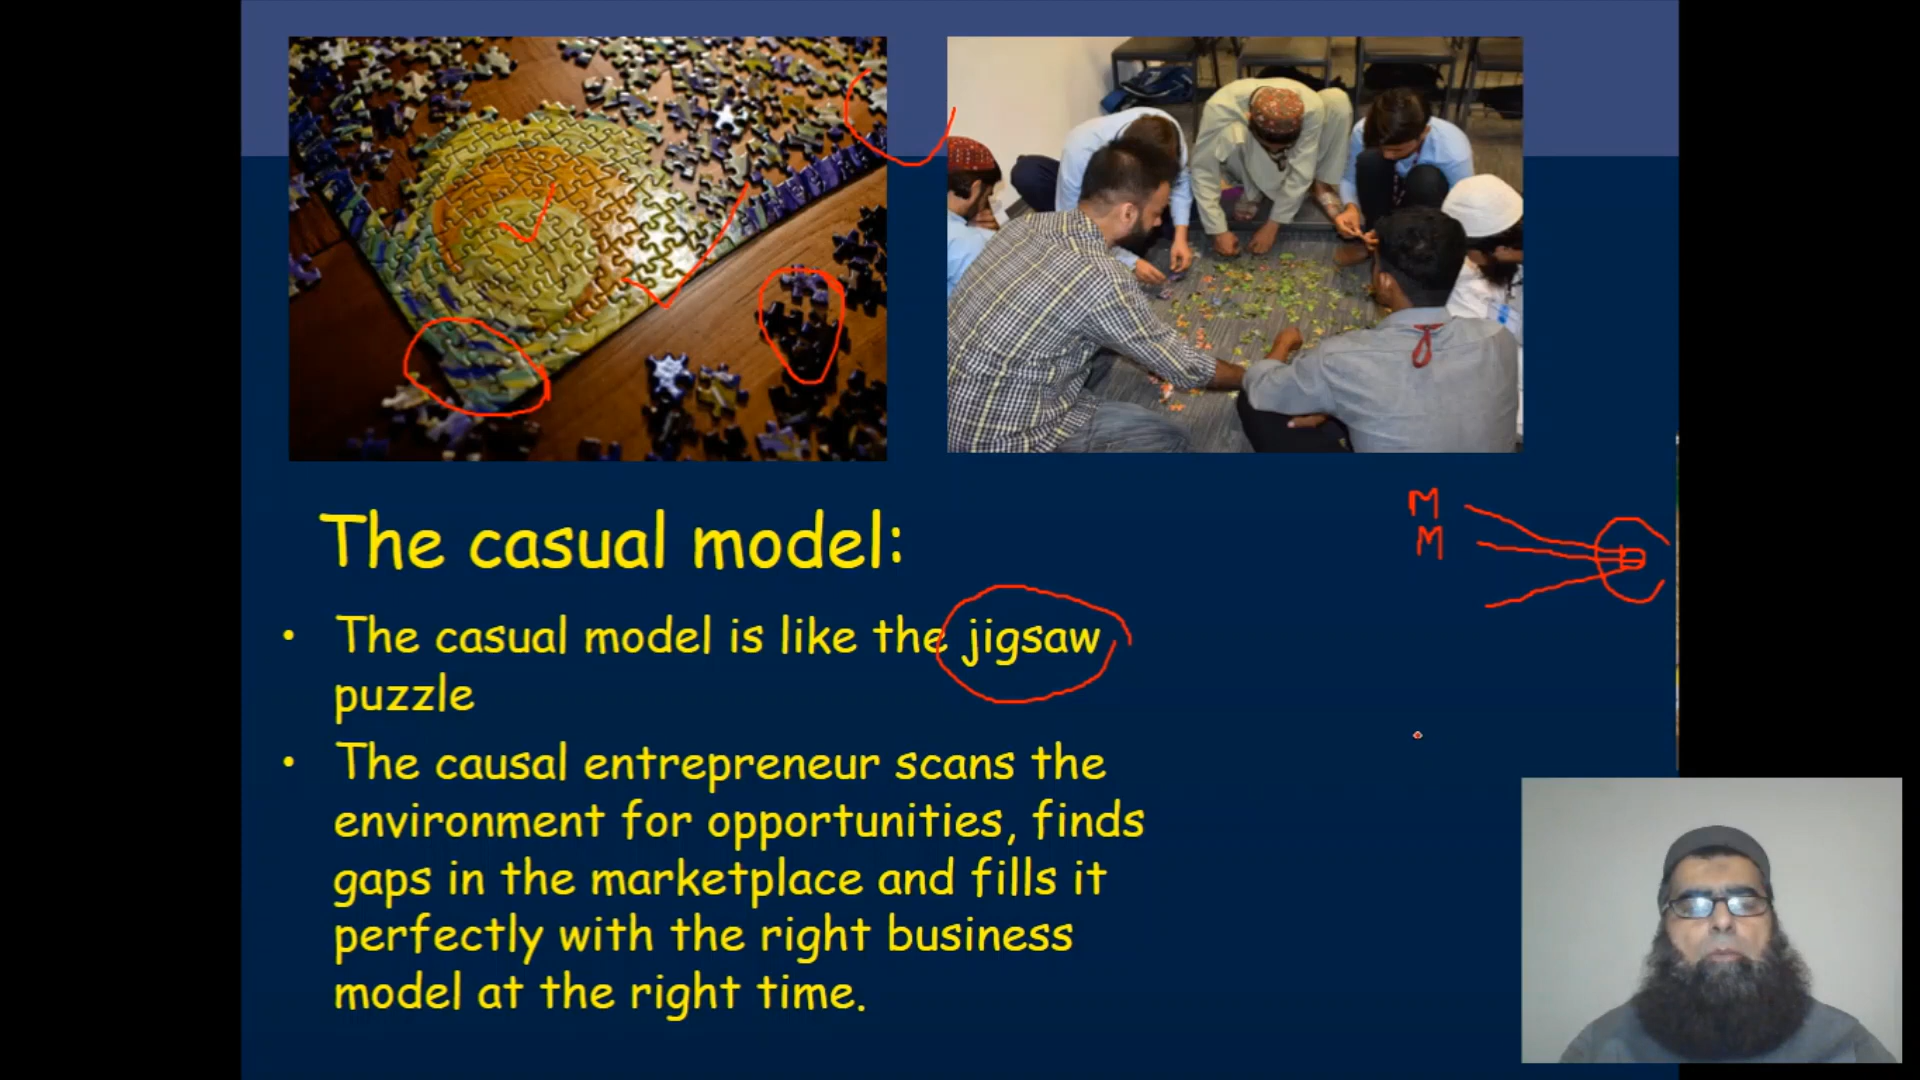 The casual model:
• The casual model is like the jigsaw
puzzle
• The causal entrepreneur scans the
environment for opportunities, finds
gaps in the marketplace and fills it
perfectly with the right business
model at the right time.
M
M